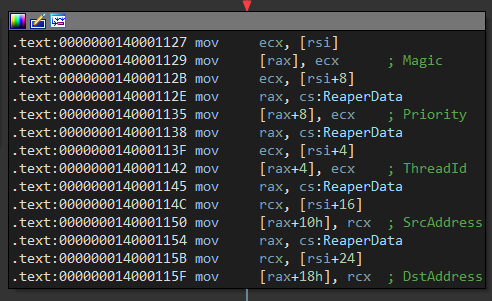 .text:0000000140001127 mov ecx, [rsi]
.text:0000000140001129 mov [rax], ecx ; Magic
.text:000000014000112B mov ecx, [rsi+8]
.text:000000014000112E mov rax, cs:ReaperData
.text:0000000140001135 mov [rax+8], ecx ; Priority
.text:0000000140001138 mov rax, cs:ReaperData
.text:000000014000113F mov ecx, [rsi+4]
.text:0000000140001142 mov [rax+4], ecx ; ThreadId
.text:0000000140001145 mov rax, cs:ReaperData
.text:000000014000114C mov rcx, [rsi+16]
.text:0000000140001150 mov [rax+10h], rcx ; SrcAddress
.text:0000000140001154 mov rax, cs:ReaperData
.text:000000014000115B mov rcx, [rsi+24]
.text:000000014000115F mov [rax+18h], rcx ; DstAddress